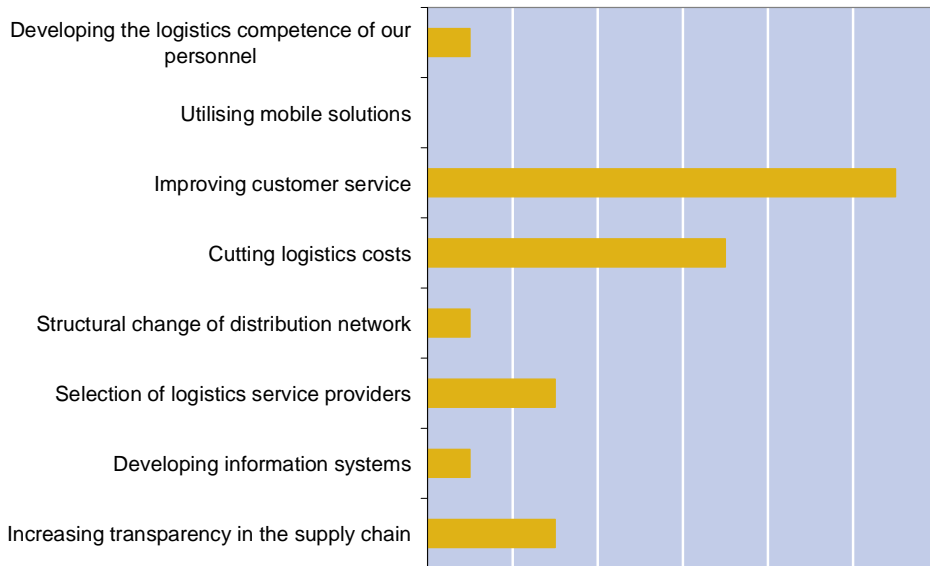 Developing the logistics competence of our
personnel
Utilising mobile solutions
Improving customer service
Cutting logistics costs
Structural change of distribution network
Selection of logistics service providers
Developing information systems
Increasing transparency in the supply chain